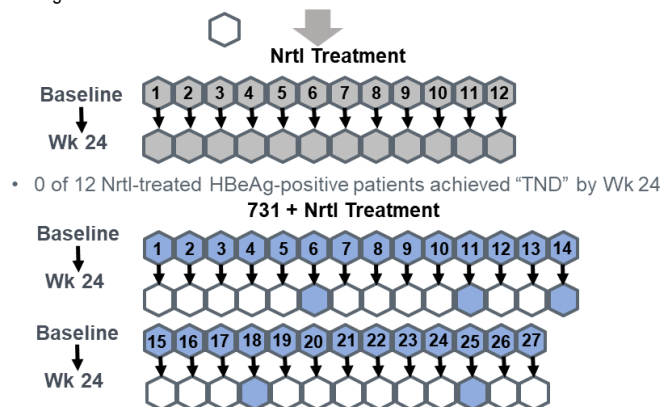 NrtI Treatment
Baseline 1 2 3 4 5 6 7 8 9 10 11 12
Wk 24
• 0 of 12 NrtI-treated HBeAg-positive patients achieved “TND” by Wk 24
731 + NrtI Treatment
Baseline 1 2 3 4 5 6 7 8 9 10 11 12 13 14
Wk 24
Baseline 15 16 17 18 19 20 21 22 23 24 25 26 27
Wk 24